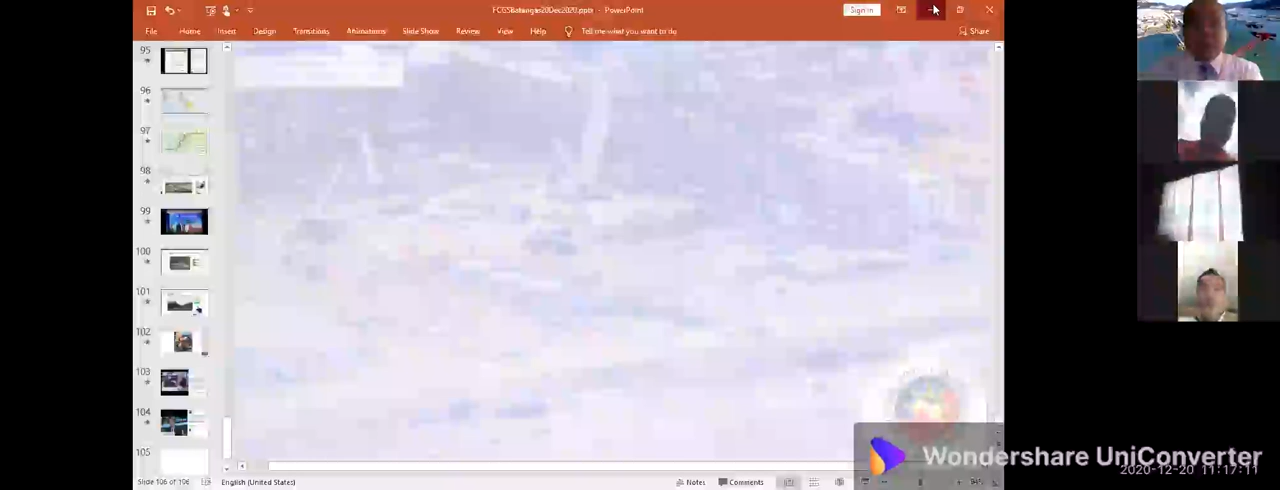 FCGSBatangas20Dec2020.pptx - PowerPoint
Sign in
File Home Insert Design Transitions Animations Slide Show Review View Help Tell me what you want to do Share
95
96
97
98
99
100
101
102
103
104
105
Slide 106 of 106 English (United States) Notes Comments 94%
Wondershare UniConverter
2020-12-20 11:17:11